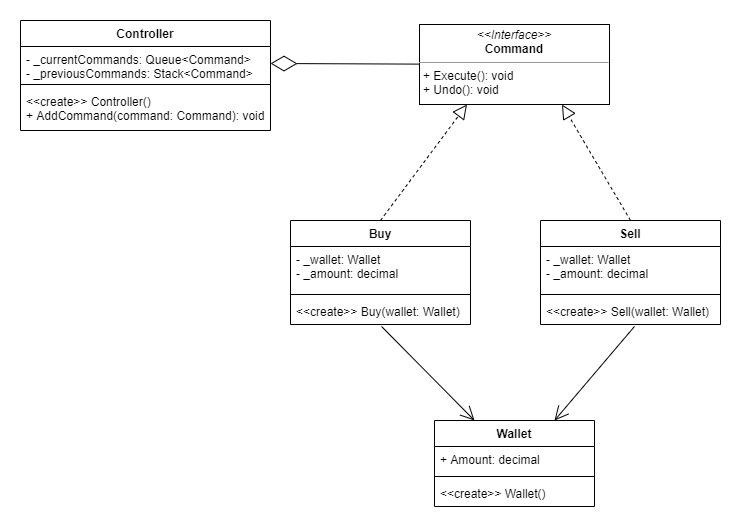 Controller
- _currentCommands: Queue<Command>
- _previousCommands: Stack<Command>
<<create>> Controller()
+ AddCommand(command: Command): void
<<Interface>>
Command
+ Execute(): void
+ Undo(): void
Buy
- _wallet: Wallet
- _amount: decimal
<<create>> Buy(wallet: Wallet)
Sell
- _wallet: Wallet
- _amount: decimal
<<create>> Sell(wallet: Wallet)
Wallet
+ Amount: decimal
<<create>> Wallet()